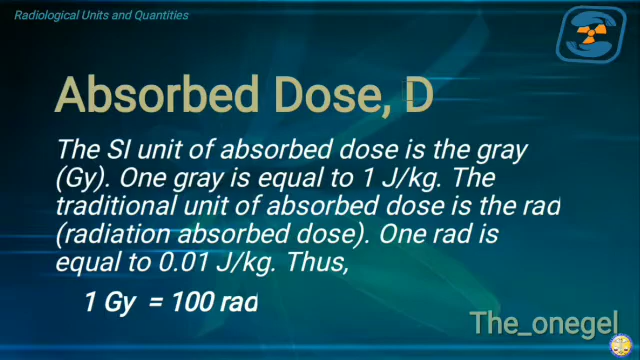 Radiological Units and Quantities
Absorbed Dose, D
The SI unit of absorbed dose is the gray
(Gy). One gray is equal to 1 J/kg. The
traditional unit of absorbed dose is the rad
(radiation absorbed dose). One rad is
equal to 0.01 J/kg. Thus,
1 Gy = 100 rad
The_onegel